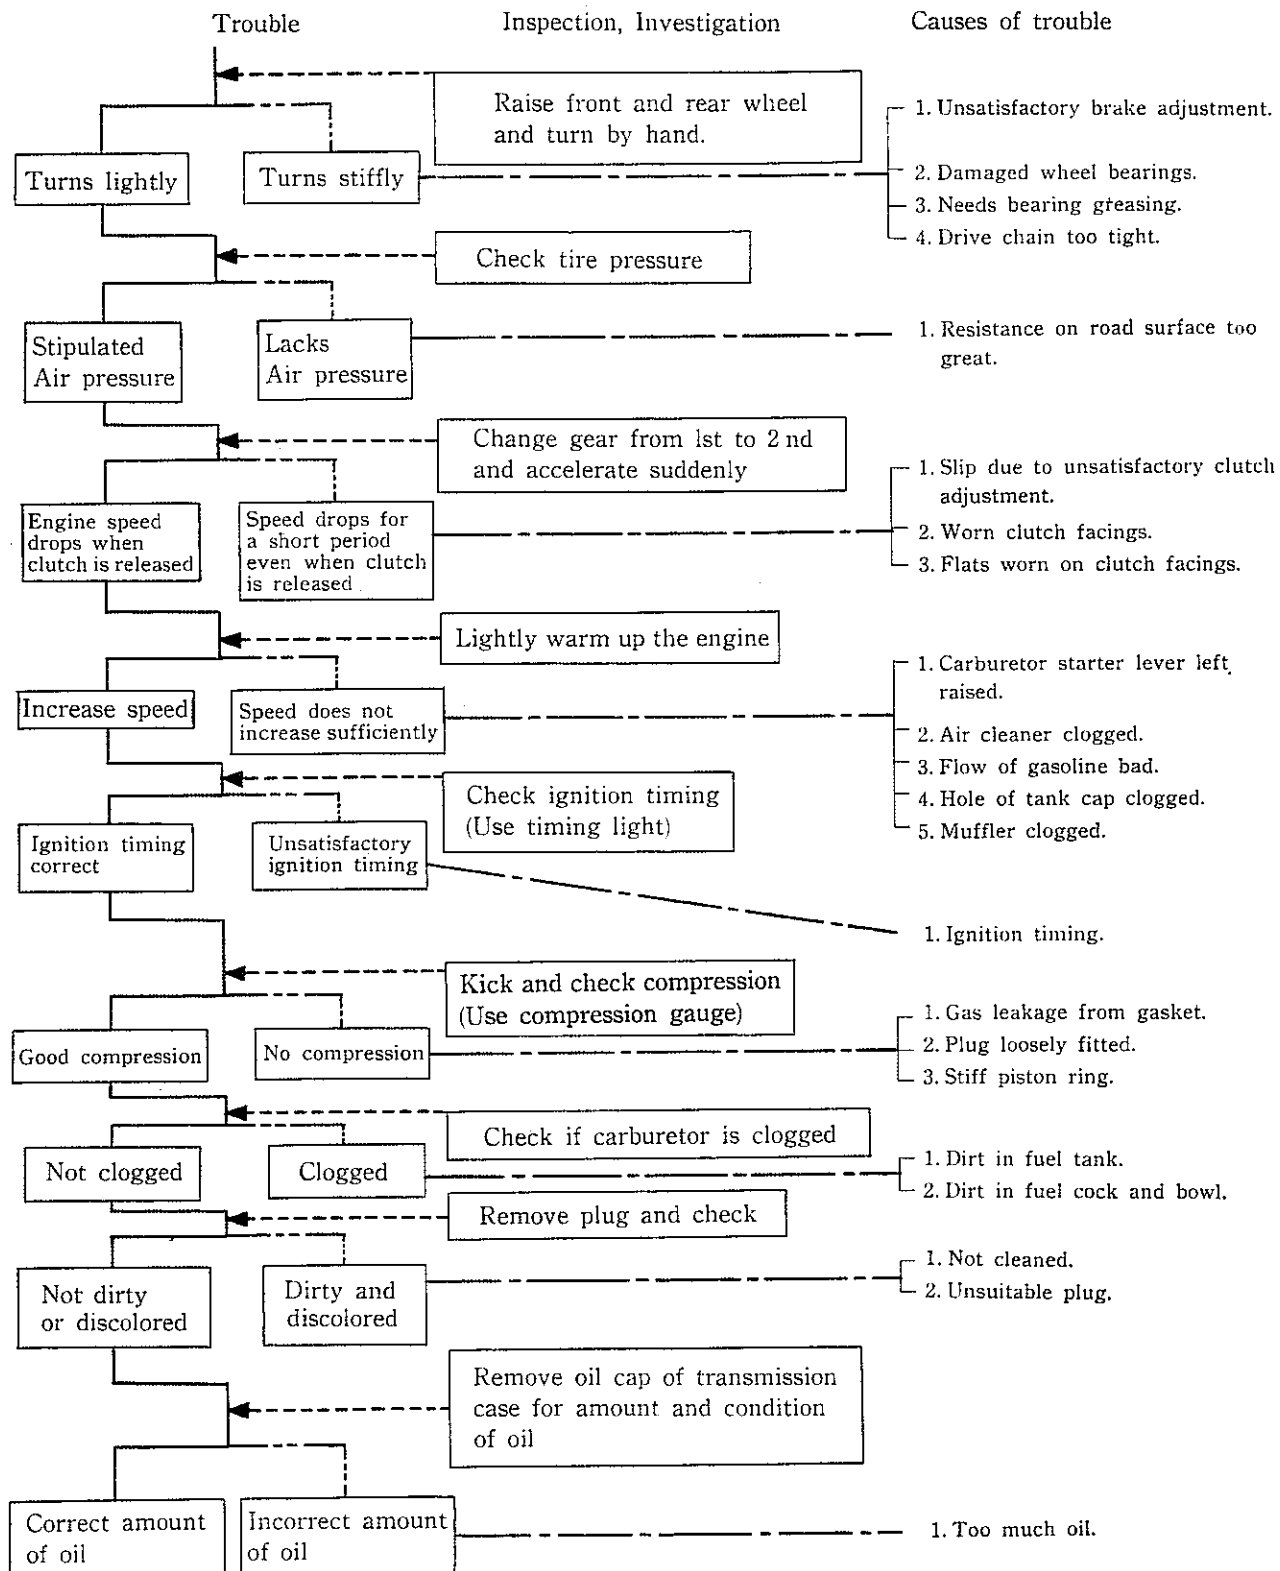 Trouble
Inspection, Investigation
Causes of trouble
Raise front and rear wheel
and turn by hand.
Turns lightly
Turns stiffly
1. Unsatisfactory brake adjustment.
2. Damaged wheel bearings.
3. Needs bearing greasing.
4. Drive chain too tight.
Check tire pressure
Stipulated
Air pressure
Lacks
Air pressure
1. Resistance on road surface too
great.
Change gear from 1st to 2nd
and accelerate suddenly
Engine speed
drops when
clutch is released
Speed drops for
a short period
even when clutch
is released
1. Slip due to unsatisfactory clutch
adjustment.
2. Worn clutch facings.
3. Flats worn on clutch facings.
Lightly warm up the engine
Increase speed
Speed does not
increase sufficiently
1. Carburetor starter lever left
raised.
2. Air cleaner clogged.
3. Flow of gasoline bad.
4. Hole of tank cap clogged.
5. Muffler clogged.
Check ignition timing
(Use timing light)
Ignition timing
correct
Unsatisfactory
ignition timing
1. Ignition timing.
Kick and check compression
(Use compression gauge)
Good compression
No compression
1. Gas leakage from gasket.
2. Plug loosely fitted.
3. Stiff piston ring.
Check if carburetor is clogged
Not clogged
Clogged
1. Dirt in fuel tank.
2. Dirt in fuel cock and bowl.
Remove plug and check
Not dirty
or discolored
Dirty and
discolored
1. Not cleaned.
2. Unsuitable plug.
Remove oil cap of transmission
case for amount and condition
of oil
Correct amount
of oil
Incorrect amount
of oil
1. Too much oil.